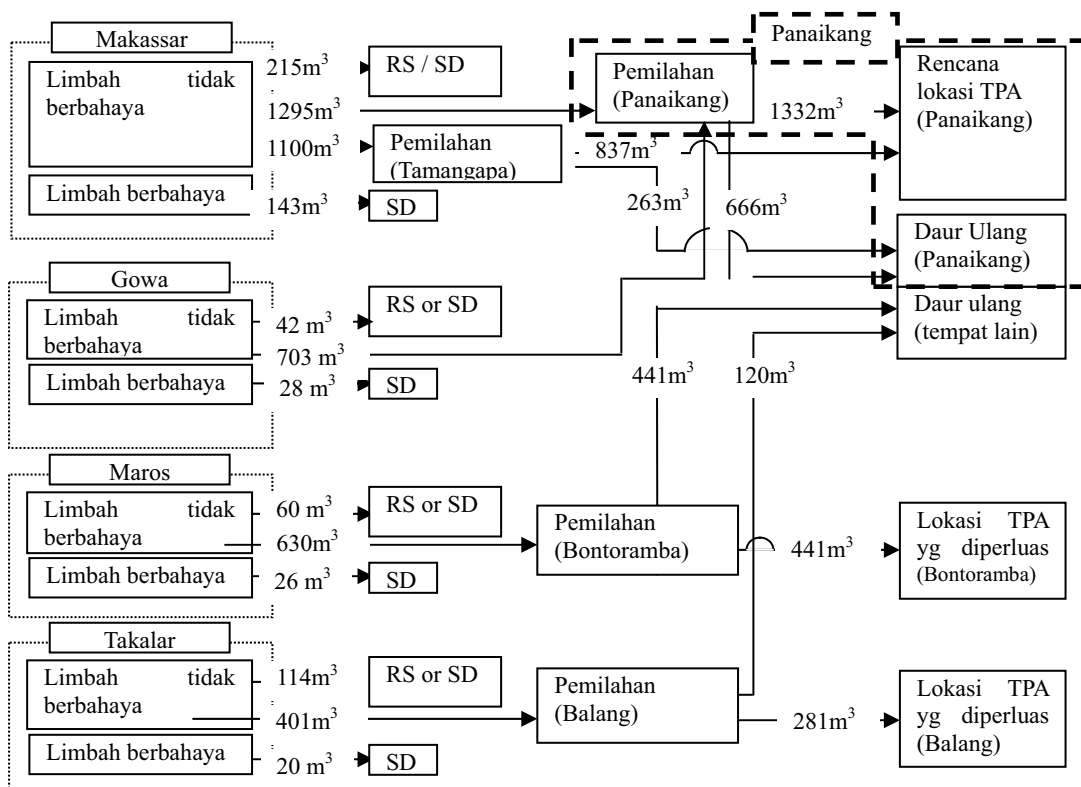 Panaikang
Makassar
Limbah tidak
berbahaya
215m³
RS / SD
1295m³
Pemilahan
(Panaikang)
1332m³
Rencana
lokasi TPA
(Panaikang)
1100m³
Pemilahan
(Tamangapa)
837m³
263m³
666m³
Limbah berbahaya
143m³
SD
Daur Ulang
(Panaikang)
Gowa
Limbah tidak
berbahaya
42 m³
RS or SD
703 m³
Limbah berbahaya
28 m³
SD
Daur ulang
(tempat lain)
441m³
120m³
Maros
Limbah tidak
berbahaya
60 m³
RS or SD
630m³
Pemilahan
(Bontoramba)
441m³
Lokasi TPA
yg diperluas
(Bontoramba)
Limbah berbahaya
26 m³
SD
Takalar
Limbah tidak
berbahaya
114m³
RS or SD
401m³
Pemilahan
(Balang)
281m³
Lokasi TPA
yg diperluas
(Balang)
Limbah berbahaya
20 m³
SD